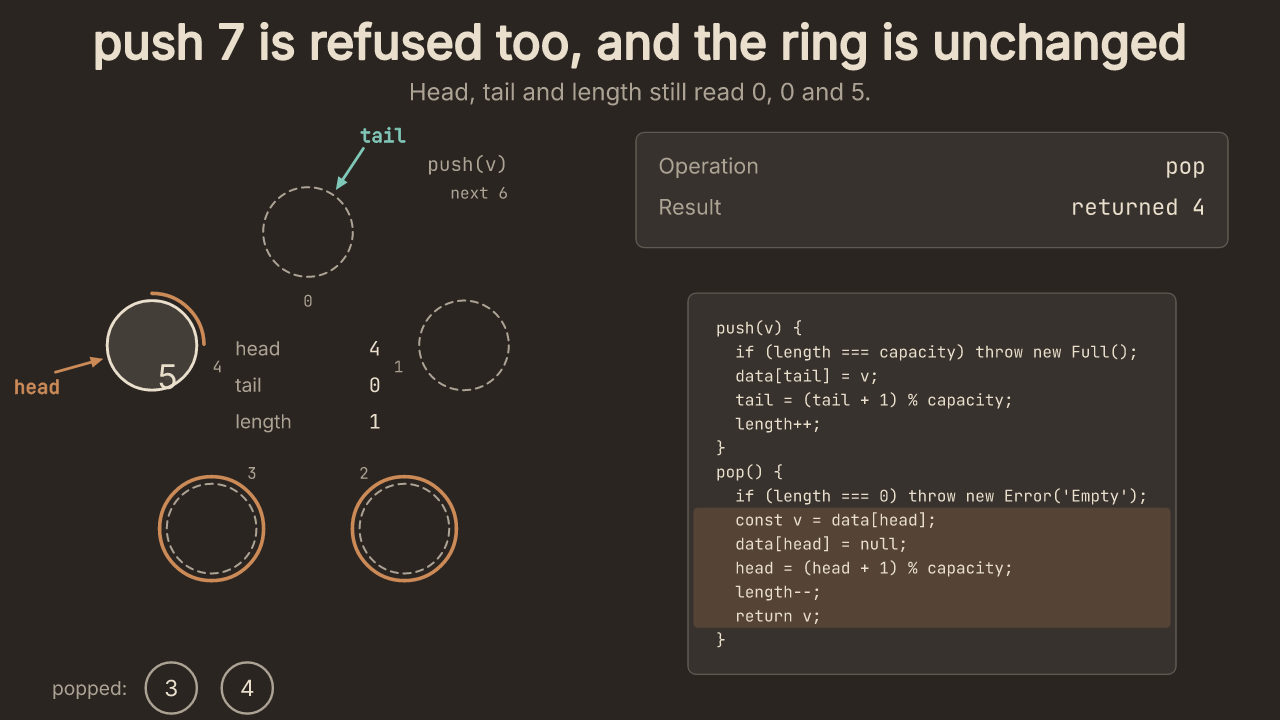 push 7 is refused too, and the ring is unchanged
Head, tail and length still read 0, 0 and 5.
tail
push(v)
next 6
0
5
4
head
head 4
tail 0
length 1
1
3
2
popped: 3 4
Operation pop
Result returned 4
push(v) {
if (length === capacity) throw new Full();
data[tail] = v;
tail = (tail + 1) % capacity;
length++;
}
pop() {
if (length === 0) throw new Error('Empty');
const v = data[head];
data[head] = null;
head = (head + 1) % capacity;
length--;
return v;
}